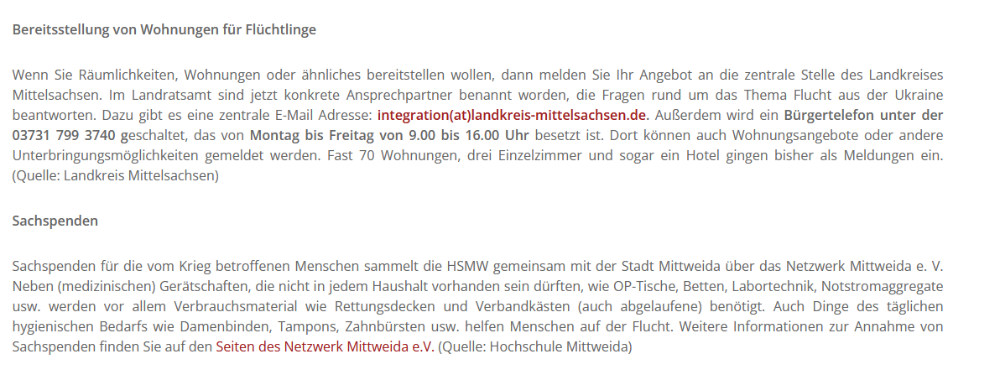 Bereitsstellung von Wohnungen für Flüchtlinge
Wenn Sie Räumlichkeiten, Wohnungen oder ähnliches bereitstellen wollen, dann melden Sie Ihr Angebot an die zentrale Stelle des Landkreises
Mittelsachsen. Im Landratsamt sind jetzt konkrete Ansprechpartner benannt worden, die Fragen rund um das Thema Flucht aus der Ukraine
beantworten. Dazu gibt es eine zentrale E-Mail Adresse: integration(at)landkreis-mittelsachsen.de. Außerdem wird ein Bürgertelefon unter der
03731 799 3740 geschaltet, das von Montag bis Freitag von 9.00 bis 16.00 Uhr besetzt ist. Dort können auch Wohnungsangebote oder andere
Unterbringungsmöglichkeiten gemeldet werden. Fast 70 Wohnungen, drei Einzelzimmer und sogar ein Hotel gingen bisher als Meldungen ein.
(Quelle: Landkreis Mittelsachsen)
Sachspenden
Sachspenden für die vom Krieg betroffenen Menschen sammelt die HSMW gemeinsam mit der Stadt Mittweida über das Netzwerk Mittweida e. V.
Neben (medizinischen) Gerätschaften, die nicht in jedem Haushalt vorhanden sein dürften, wie OP-Tische, Betten, Labortechnik, Notstromaggregate
usw. werden vor allem Verbrauchsmaterial wie Rettungsdecken und Verbandkästen (auch abgelaufene) benötigt. Auch Dinge des täglichen
hygienischen Bedarfs wie Damenbinden, Tampons, Zahnbürsten usw. helfen Menschen auf der Flucht. Weitere Informationen zur Annahme von
Sachspenden finden Sie auf den Seiten des Netzwerk Mittweida e.V. (Quelle: Hochschule Mittweida)